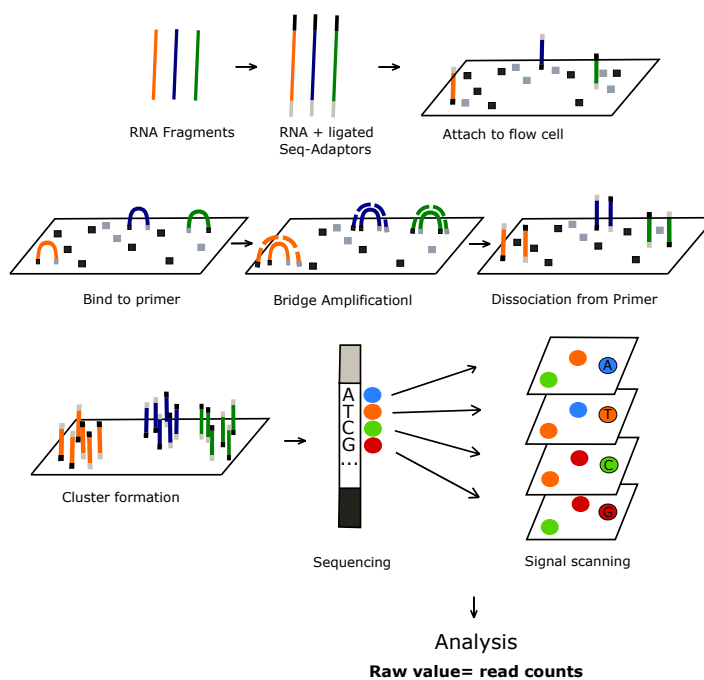 RNA Fragments
RNA + ligated
Seq-Adaptors
Attach to flow cell
Bind to primer
Bridge Amplificationl
Dissociation from Primer
Cluster formation
A
T
C
G
...
Sequencing
A
T
C
G
Signal scanning
Analysis
Raw value= read counts